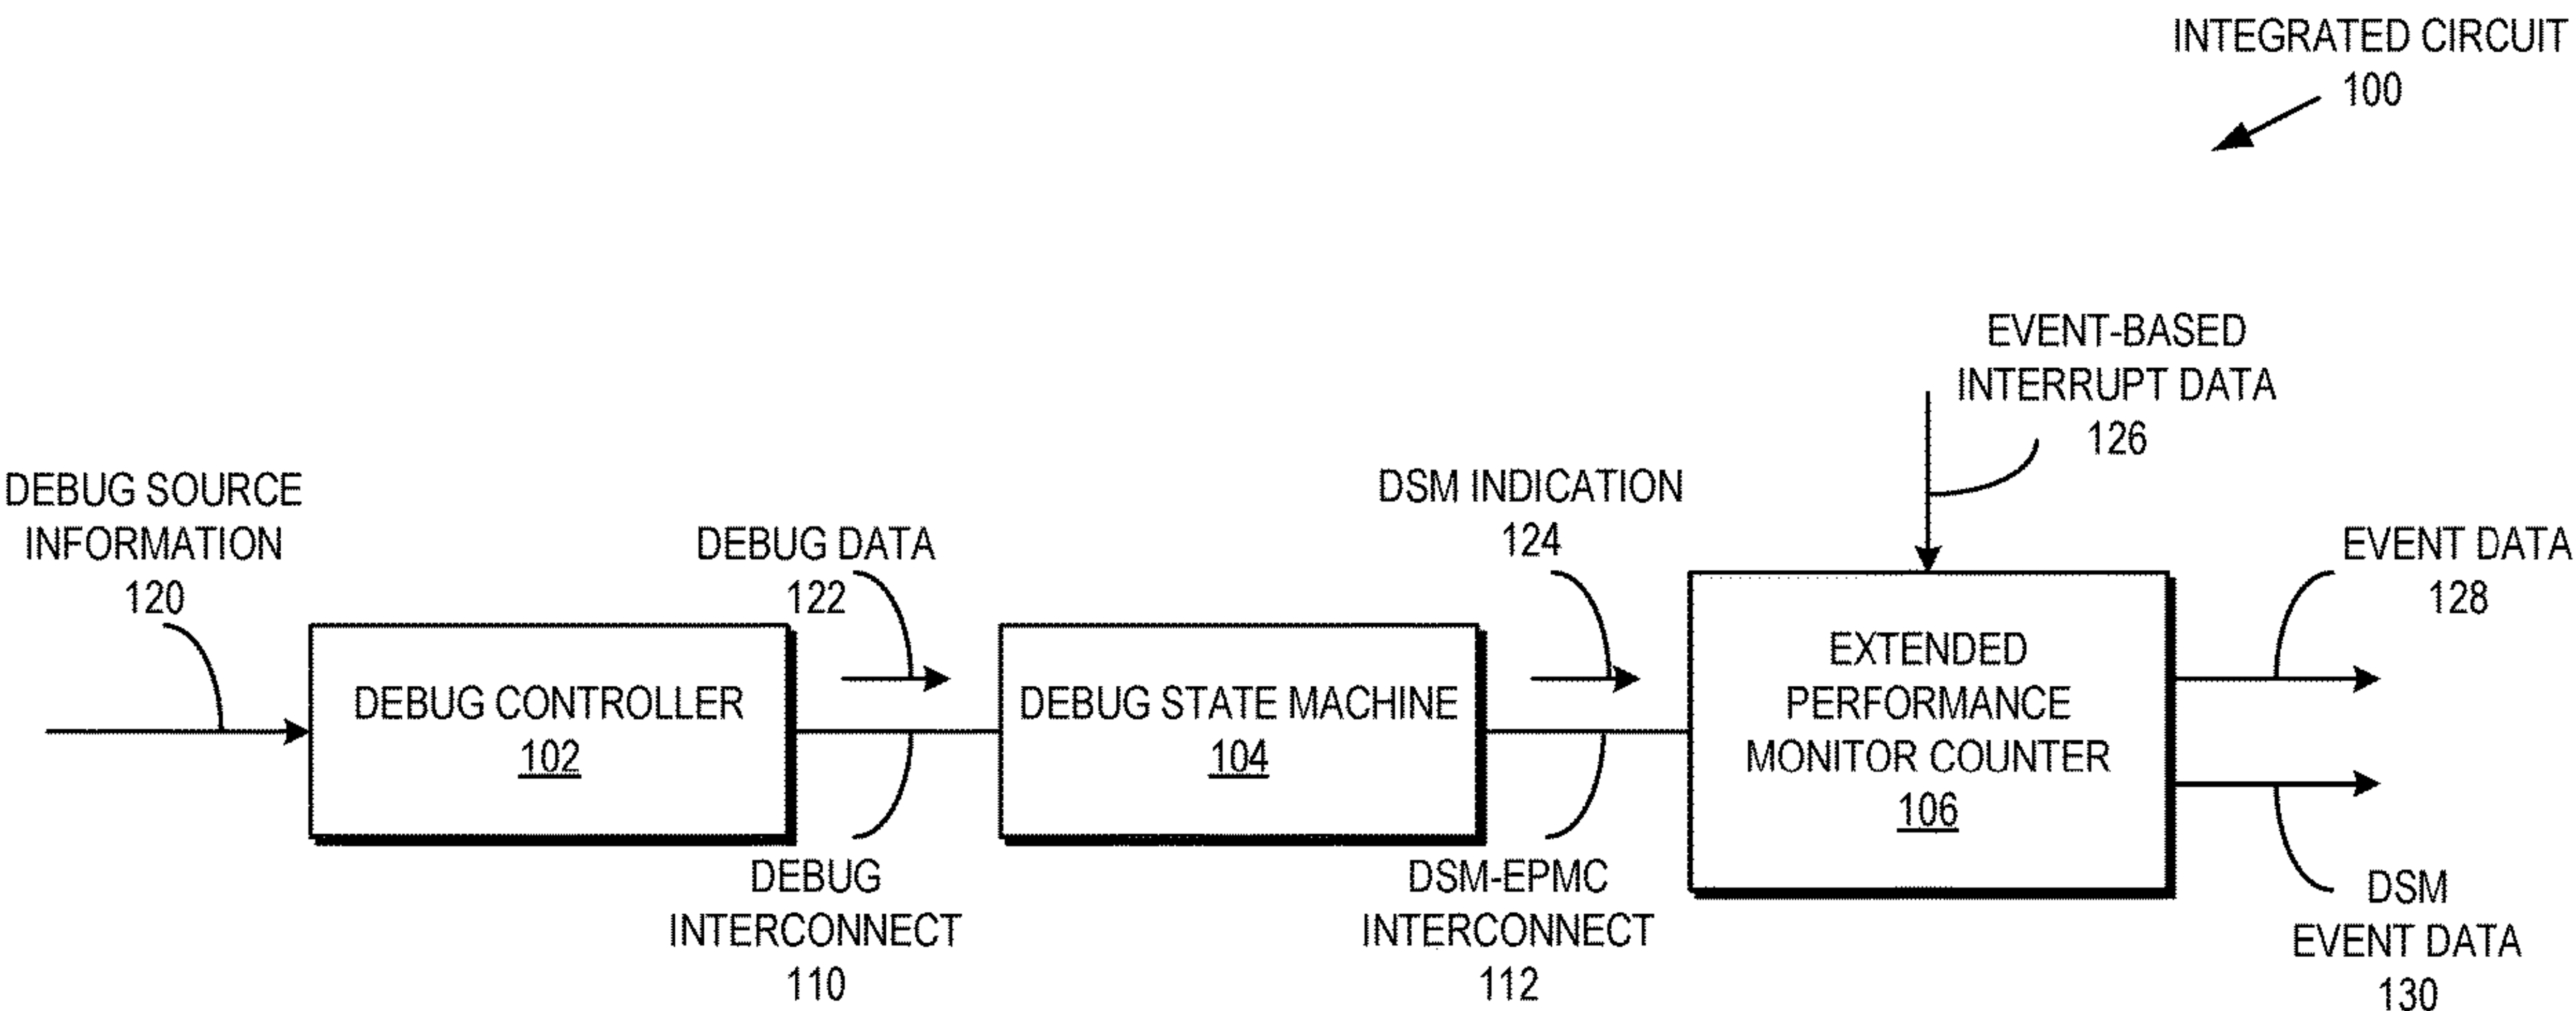 INTEGRATED CIRCUIT
100
EVENT-BASED
INTERRUPT DATA
126
DEBUG SOURCE
INFORMATION
120
DEBUG DATA
122
DSM INDICATION
124
EVENT DATA
128
DEBUG CONTROLLER
102
DEBUG STATE MACHINE
104
EXTENDED
PERFORMANCE
MONITOR COUNTER
106
DEBUG
INTERCONNECT
110
DSM-EPMC
INTERCONNECT
112
DSM
EVENT DATA
130